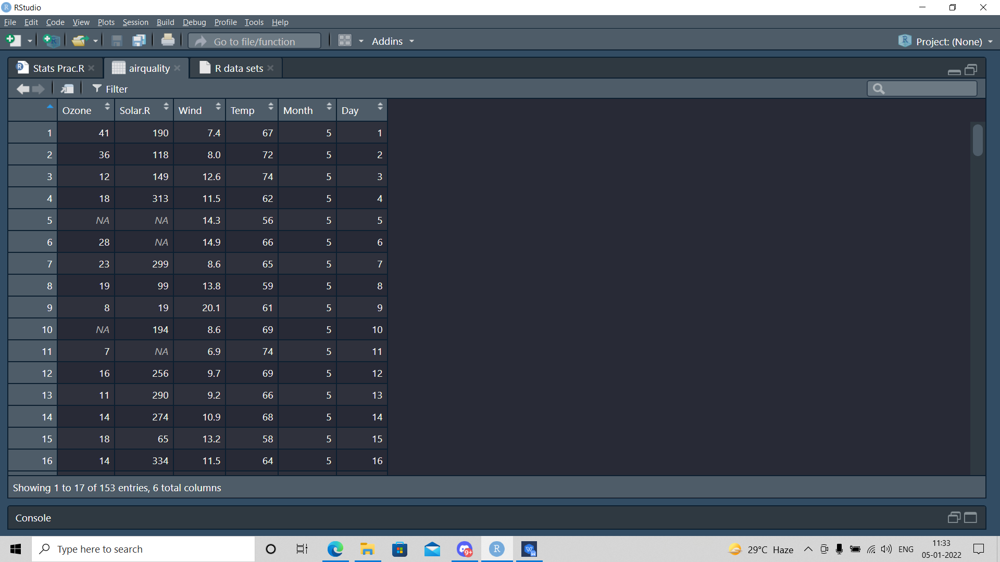 RStudio
File Edit Code View Plots Session Build Debug Profile Tools Help
Go to file/function Addins Project: (None)
Stats Prac.R airquality R data sets
Filter
Ozone Solar.R Wind Temp Month Day
1 41 190 7.4 67 5 1
2 36 118 8.0 72 5 2
3 12 149 12.6 74 5 3
4 18 313 11.5 62 5 4
5 NA NA 14.3 56 5 5
6 28 NA 14.9 66 5 6
7 23 299 8.6 65 5 7
8 19 99 13.8 59 5 8
9 8 19 20.1 61 5 9
10 NA 194 8.6 69 5 10
11 7 NA 6.9 74 5 11
12 16 256 9.7 69 5 12
13 11 290 9.2 66 5 13
14 14 274 10.9 68 5 14
15 18 65 13.2 58 5 15
16 14 334 11.5 64 5 16
Showing 1 to 17 of 153 entries, 6 total columns
Console
Type here to search 9+ R W 29°C Haze ENG 11:33
05-01-2022